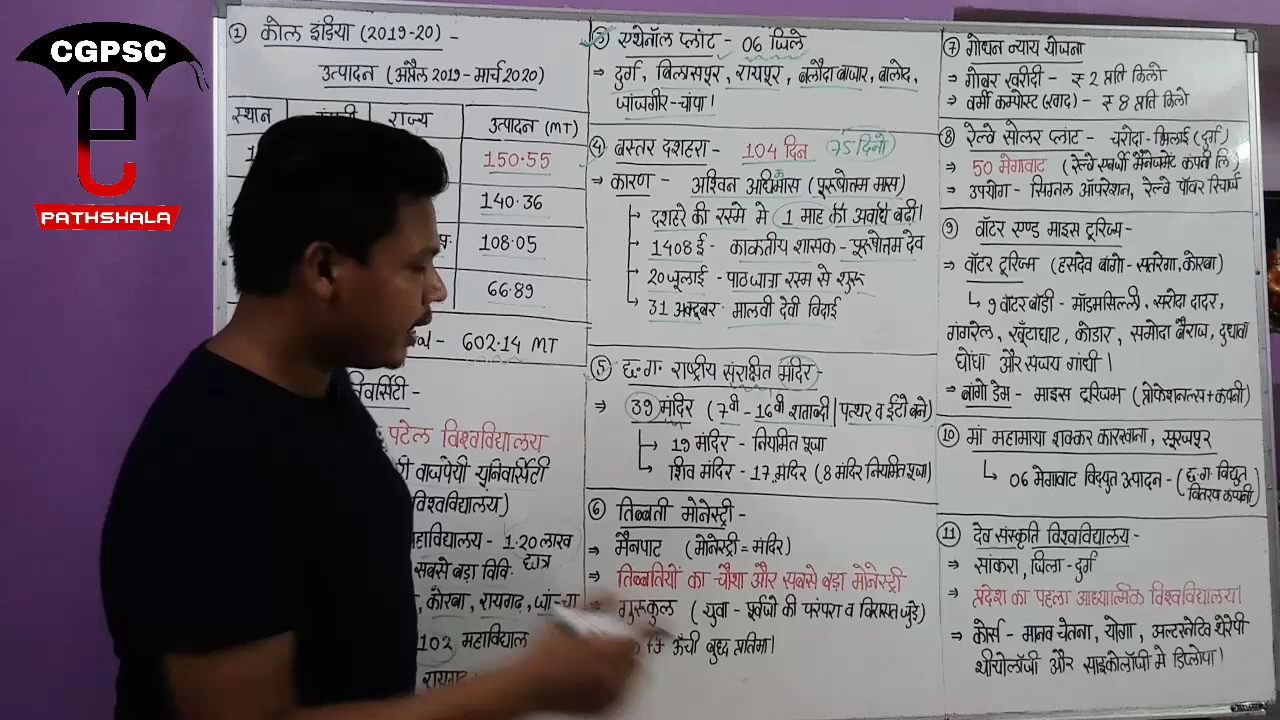 CGPSC
e
PATHSHALA
① कोल इंडिया (2019-20) -
उत्पादन (अप्रैल 2019 - मार्च 2020)
स्थान राज्य उत्पादन (MT)
150.55
140.36
108.05
66.89
602.14 MT
पटेल विश्वविद्यालय
वाजपेयी युनिवर्सिटी
विश्वविद्यालय)
महाविद्यालय - 1.20 लाख
छात्र
सबसे बड़ा विवि.
कोरबा, रायगढ़, जां-चा
102 महाविद्याल
③ एथेनॉल प्लांट - 06 जिले
⇒ दुर्ग, बिलासपुर, रायपुर, बलौदा बाजार, बालोद,
जांजगीर-चांपा।
④ बस्तर दशहरा - 104 दिन (75 दिनो)
⇒ कारण - अश्विन अधिकमास (पुरूषोत्तम मास)
दशहरे की रस्मे मे 1 माह की अवधि बढी।
1408 ई - काकतीय शासक - पुरूषोत्तम देव
20 जूलाई - पाठ जात्रा रस्म से शुरू
31 अक्टूबर - मालवी देवी विदाई
⑤ छ.ग. राष्ट्रीय संरक्षित मंदिर -
⇒ 39 मंदिर (7वी - 16वी शताब्दी | पत्थर व ईंटो बने)
19 मंदिर - नियमित पूजा
शिव मंदिर - 17 मंदिर (8 मंदिर नियमित पूजा)
⑥ तिब्बती मोनेस्ट्री -
⇒ मैनपाट (मोनेस्ट्री = मंदिर)
⇒ तिब्बतियों का चौथा और सबसे बड़ा मोनेस्ट्री
गुरूकुल (युवा - पूर्वजो की परंपरा व विरासत जुड़े)
ऊँची बुद्ध प्रतिमा।
⑦ गोधन न्याय योजना
⇒ गोबर खरीदी - ₹ 2 प्रति किलो
⇒ वर्मी कम्पोस्ट (खाद) - ₹ 8 प्रति किलो
⑧ रेल्वे सोलर प्लांट - चरोदा - भिलाई (दुर्ग)
⇒ 50 मेगावाट (रेल्वे एनर्जी मैनेजमेंट कंपनी लि.)
⇒ उपयोग - सिग्नल ऑपरेशन, रेल्वे पॉवर रिचार्ज
⑨ वॉटर एण्ड माइस टूरिज्म -
⇒ वॉटर टूरिज्म (हसदेव बांगो - सतरेगा, कोरबा)
9 वॉटर बॉडी - मॉडमसिल्ली, सरोदा दादर,
गंगरेल, खूँटाघाट, कोडार, समोदा बैराज, दुधावा
घोंघा और संजय गांधी।
⇒ बांगो डेम - माइस टूरिज्म (प्रोफेशनल्स + कंपनी)
⑩ मां महामाया शक्कर कारखाना, सूरजपुर
06 मेगावाट विद्युत उत्पादन - (छ.ग. विद्युत
वितरण कंपनी)
⑪ देव संस्कृति विश्वविद्यालय -
⇒ सांकरा, जिला - दुर्ग
⇒ प्रदेश का पहला आध्यात्मिक विश्वविद्यालय।
⇒ कोर्स - मानव चेतना, योगा, अल्टरनेटिव थेरेपी
थीयोलॉजी और साइकोलॉजी मे डिप्लोमा।